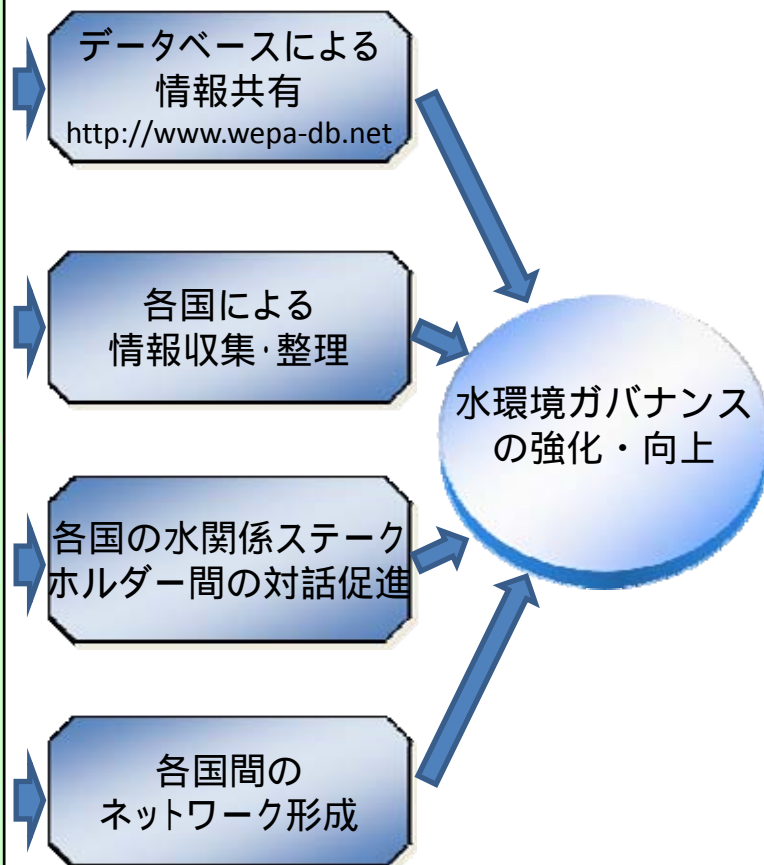 データベースによる
情報共有
http://www.wepa-db.net
各国による
情報収集･整理
各国の水関係ステーク
ホルダー間の対話促進
各国間の
ネットワーク形成
水環境ガバナンス
の強化・向上